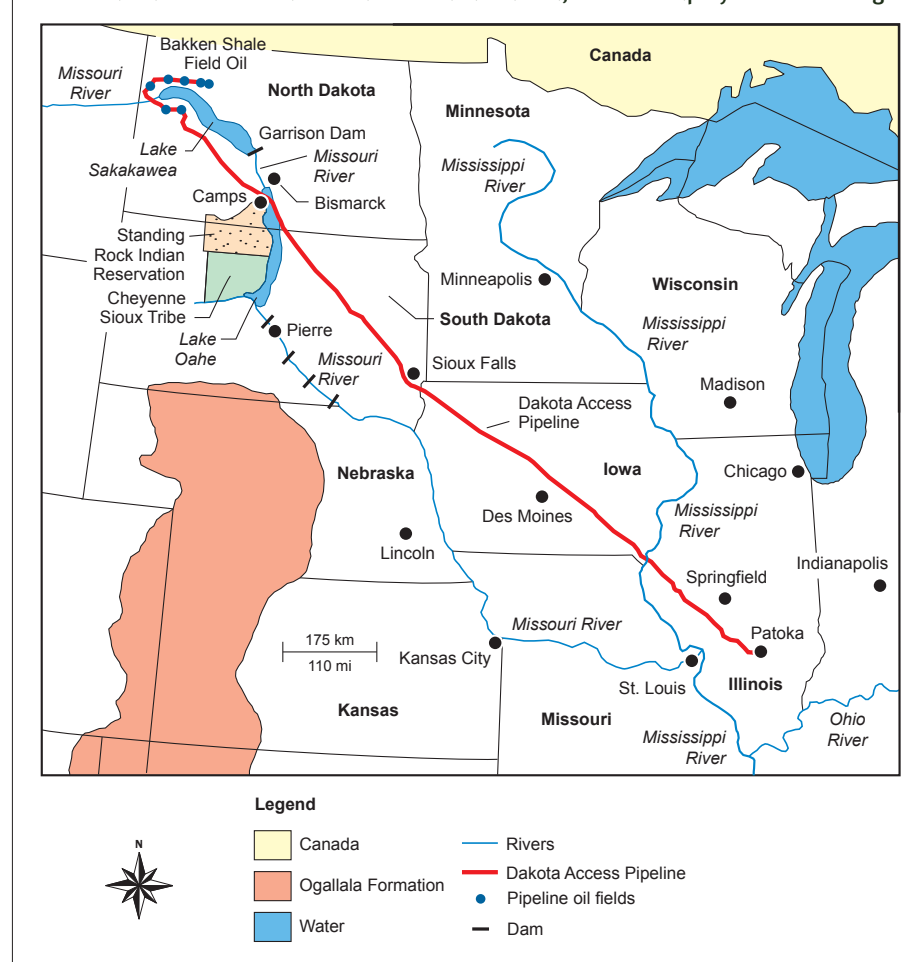 Bakken Shale
Field Oil
Canada
Missouri
River
North Dakota
Minnesota
Garrison Dam
Lake
Sakakawea
Missouri
River
Mississippi
River
Camps
Bismarck
Standing
Rock Indian
Reservation
Minneapolis
Wisconsin
Cheyenne
Sioux Tribe
South Dakota
Lake
Oahe
Pierre
Mississippi
River
Missouri
River
Sioux Falls
Madison
Dakota Access
Pipeline
Nebraska
Iowa
Chicago
Des Moines
Mississippi
River
Lincoln
Indianapolis
Springfield
175 km
110 mi
Missouri River
Patoka
Kansas City
St. Louis
Illinois
Kansas
Missouri
Mississippi
River
Ohio
River
Legend
N
Canada
Ogallala Formation
Water
Rivers
Dakota Access Pipeline
Pipeline oil fields
Dam